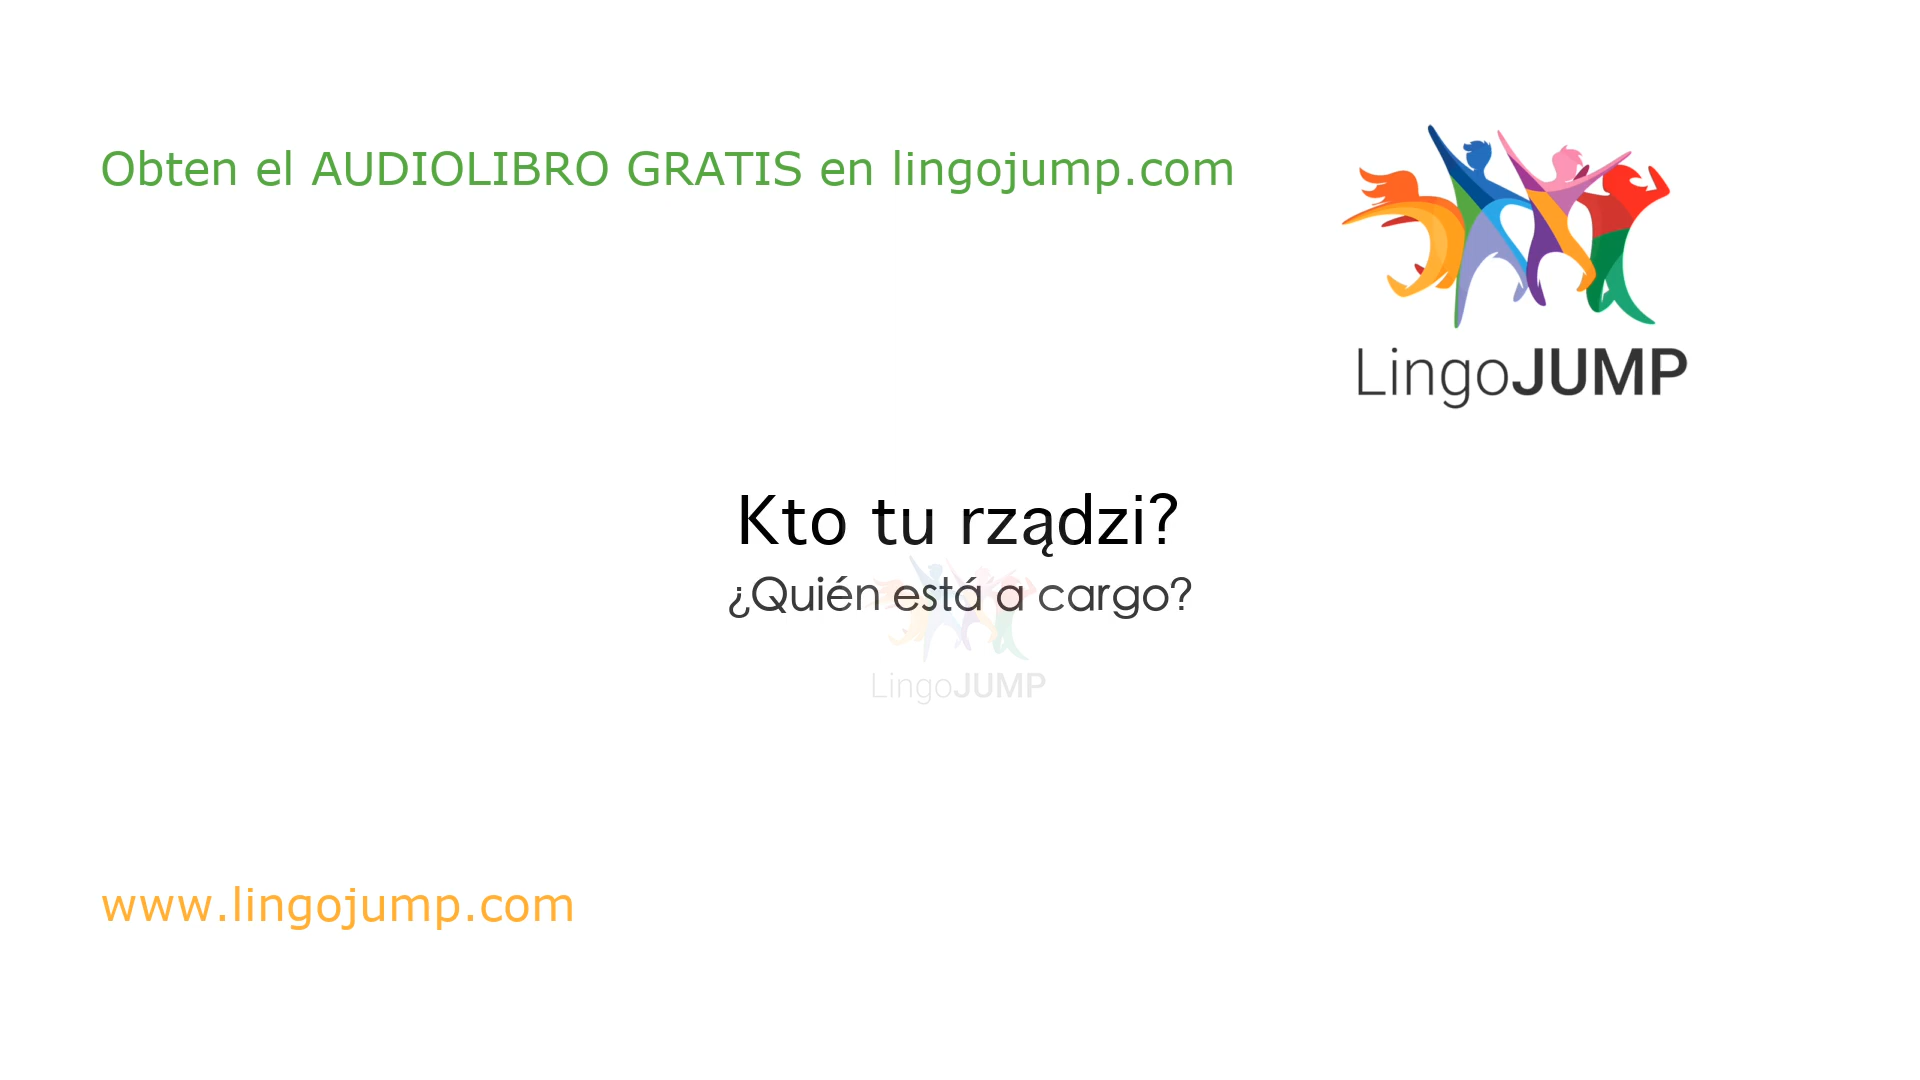 Obten el AUDIOLIBRO GRATIS en lingojump.com
LingoJUMP
Kto tu rządzi?
¿Quién está a cargo?
LingoJUMP
www.lingojump.com